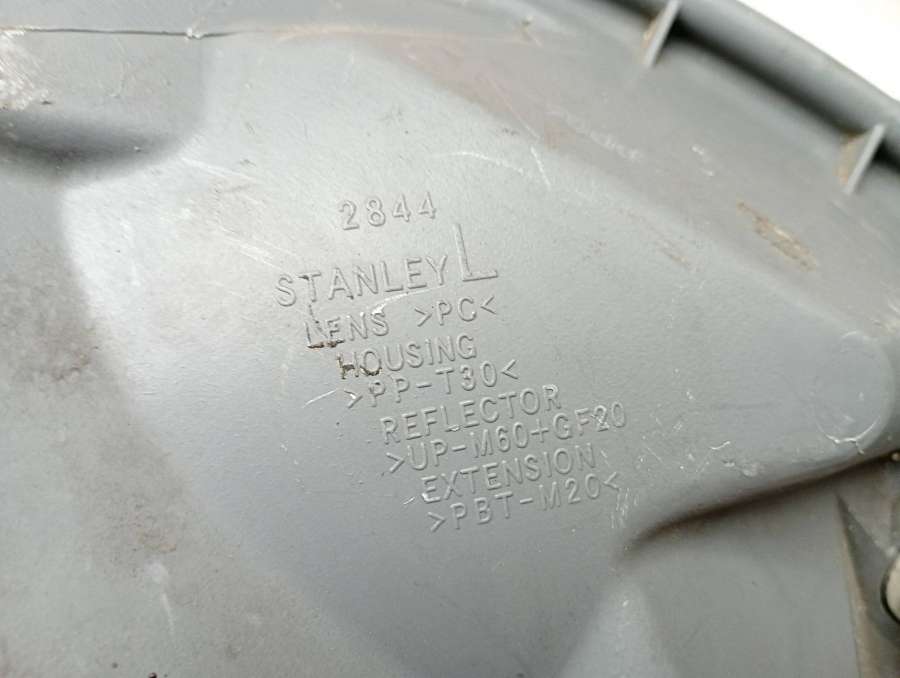 2844
STANLEY L
LENS >PC<
HOUSING
>PP-T30<
REFLECTOR
>UP-M60+GF20
EXTENSION
>PBT-M20<